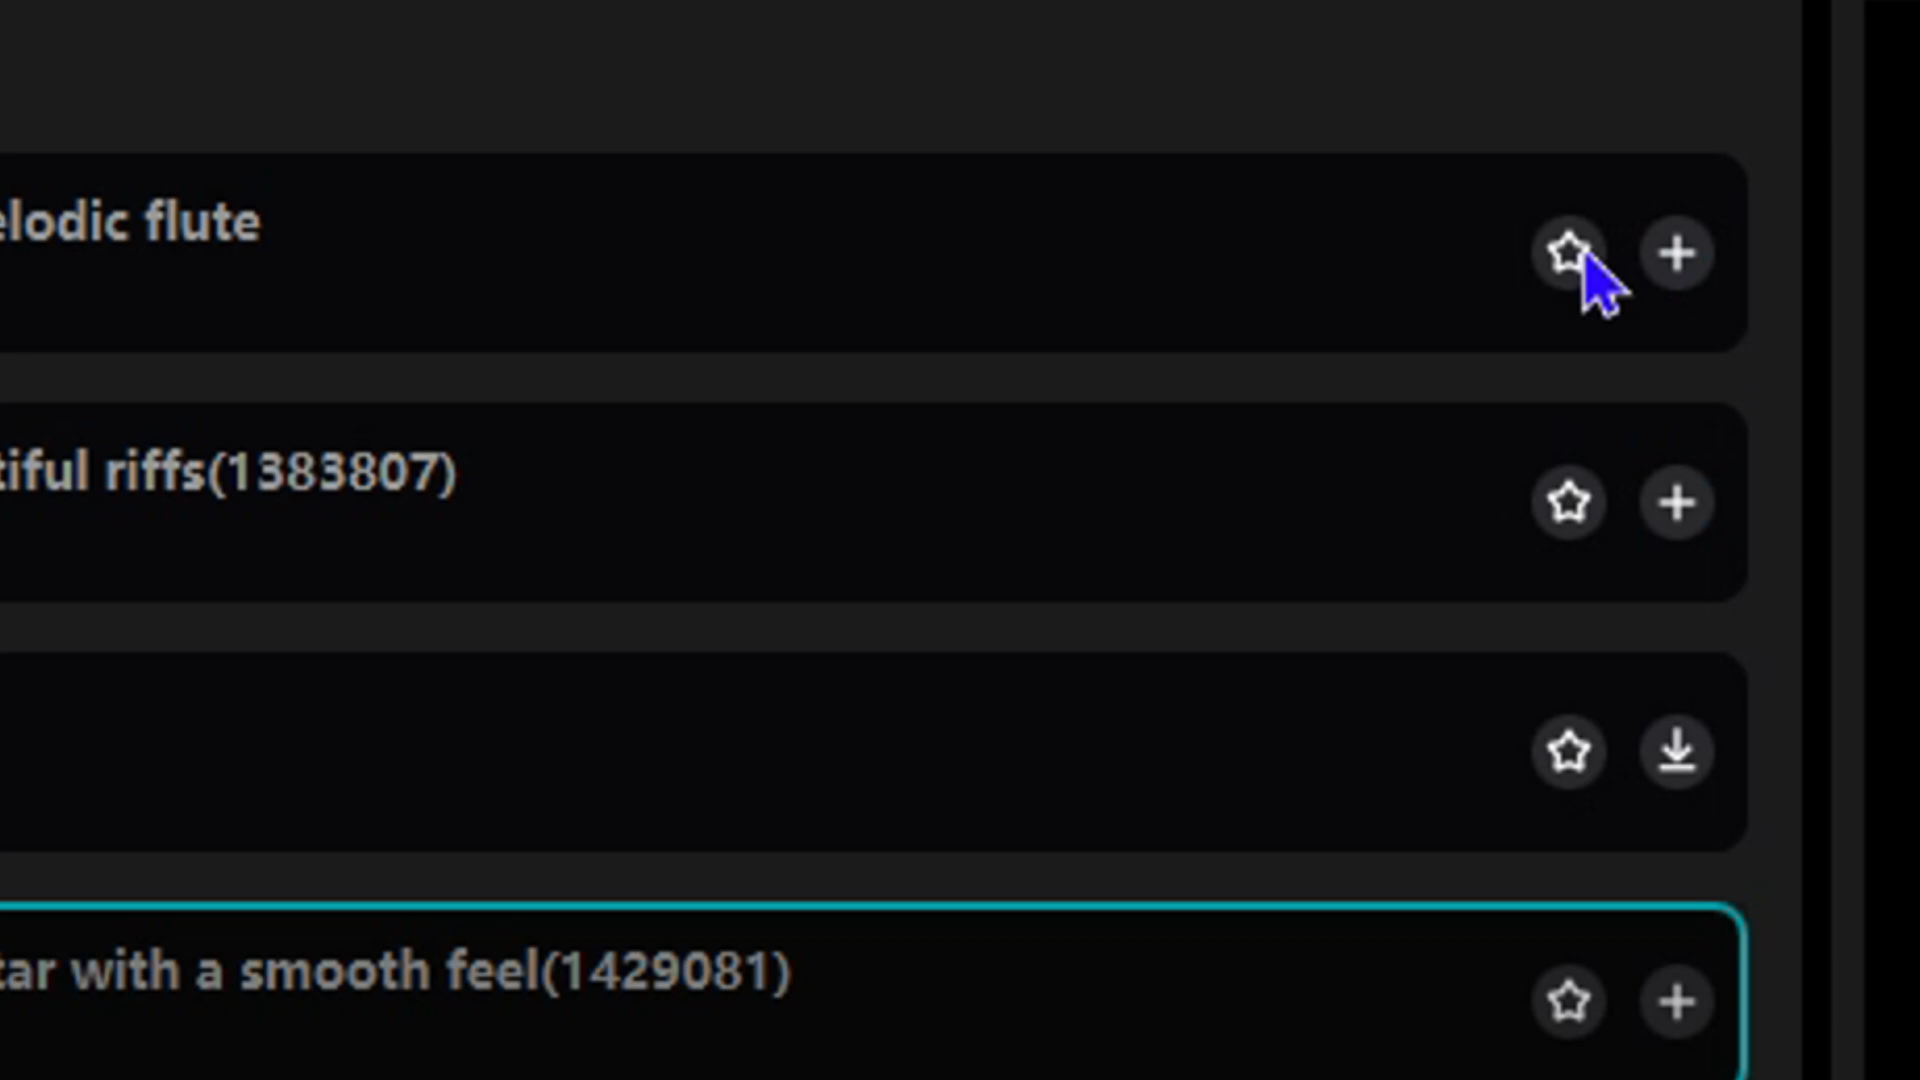 elodic flute
tiful riffs(1383807)
tar with a smooth feel(1429081)